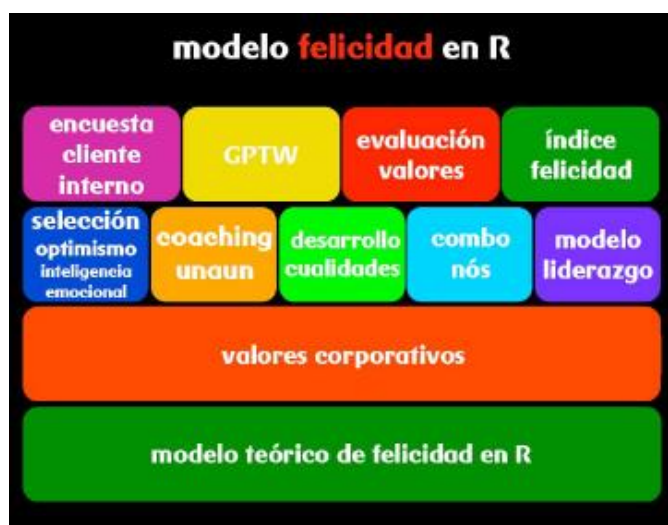 modelo felicidad en R
encuesta
cliente
interno
GPTW
evaluación
valores
índice
felicidad
selección
optimismo
inteligencia
emocional
coaching
unaun
desarrollo
cualidades
combo
nós
modelo
liderazgo
valores corporativos
modelo teórico de felicidad en R